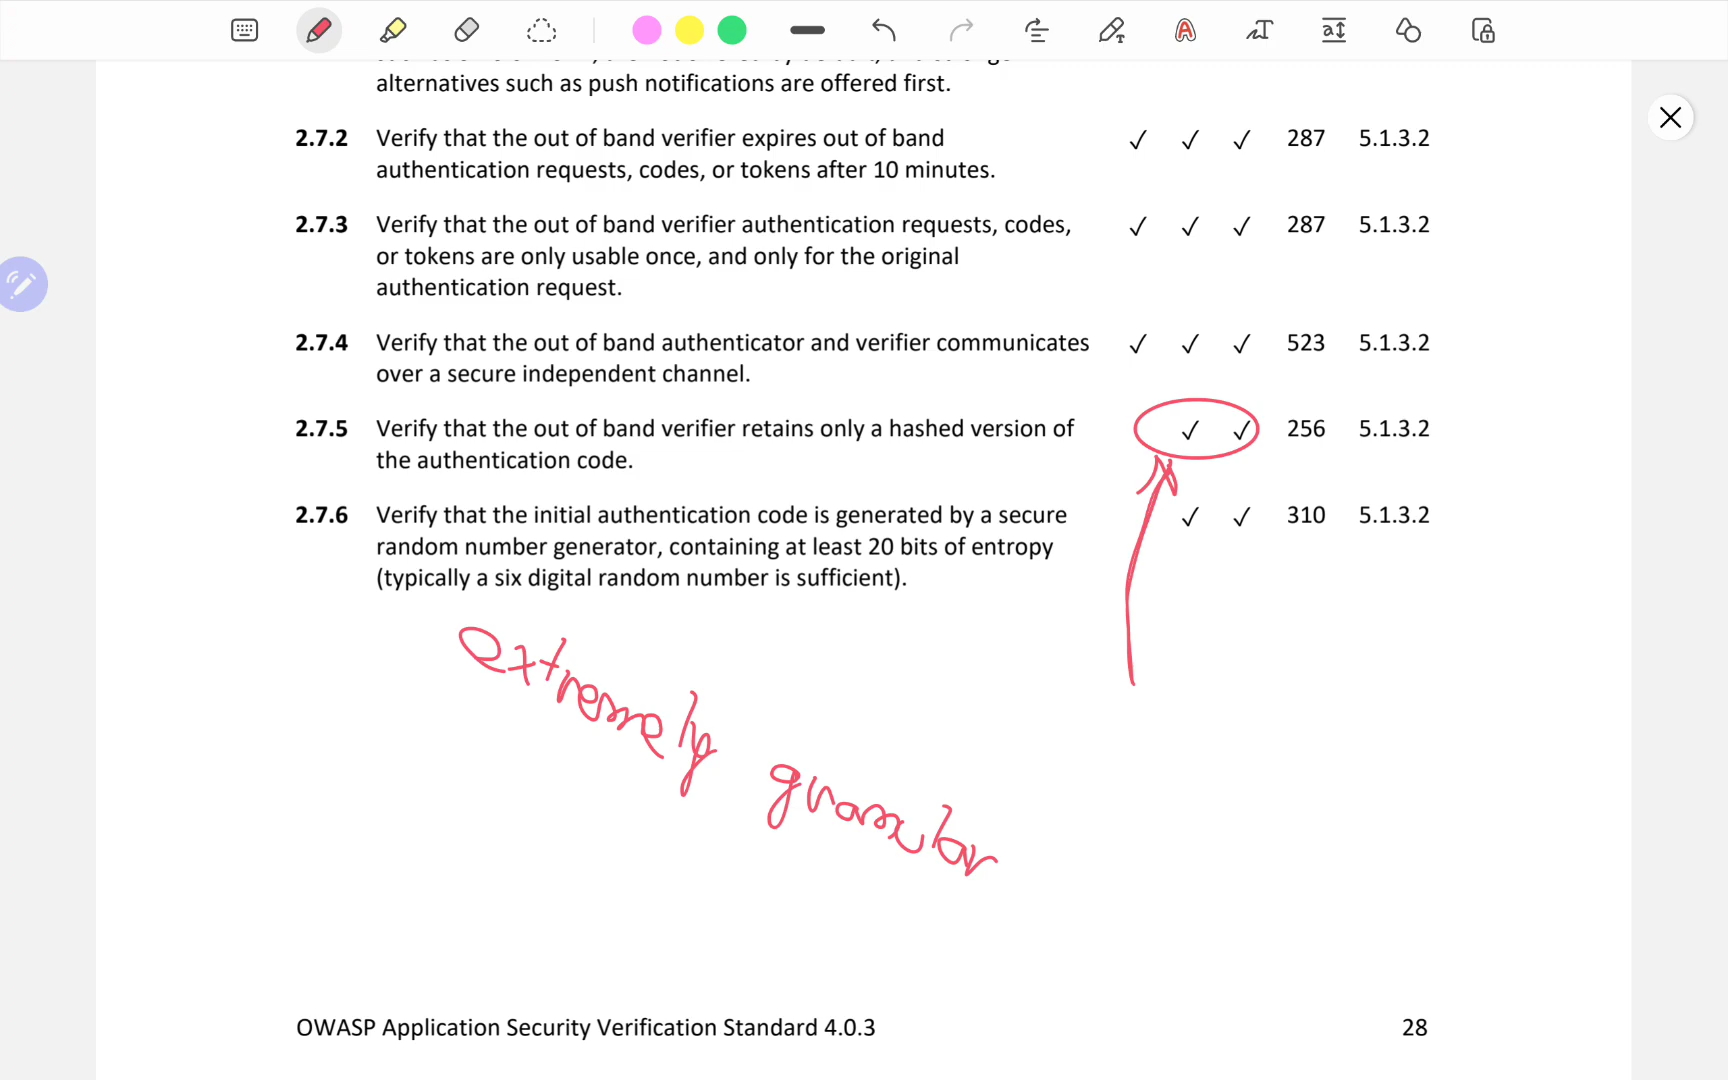 alternatives such as push notifications are offered first.
2.7.2 Verify that the out of band verifier expires out of band ✓ ✓ ✓ 287 5.1.3.2
authentication requests, codes, or tokens after 10 minutes.
2.7.3 Verify that the out of band verifier authentication requests, codes, ✓ ✓ ✓ 287 5.1.3.2
or tokens are only usable once, and only for the original
authentication request.
2.7.4 Verify that the out of band authenticator and verifier communicates ✓ ✓ ✓ 523 5.1.3.2
over a secure independent channel.
2.7.5 Verify that the out of band verifier retains only a hashed version of ✓ ✓ 256 5.1.3.2
the authentication code.
2.7.6 Verify that the initial authentication code is generated by a secure ✓ ✓ 310 5.1.3.2
random number generator, containing at least 20 bits of entropy
(typically a six digital random number is sufficient).
extremely granular
OWASP Application Security Verification Standard 4.0.3 28